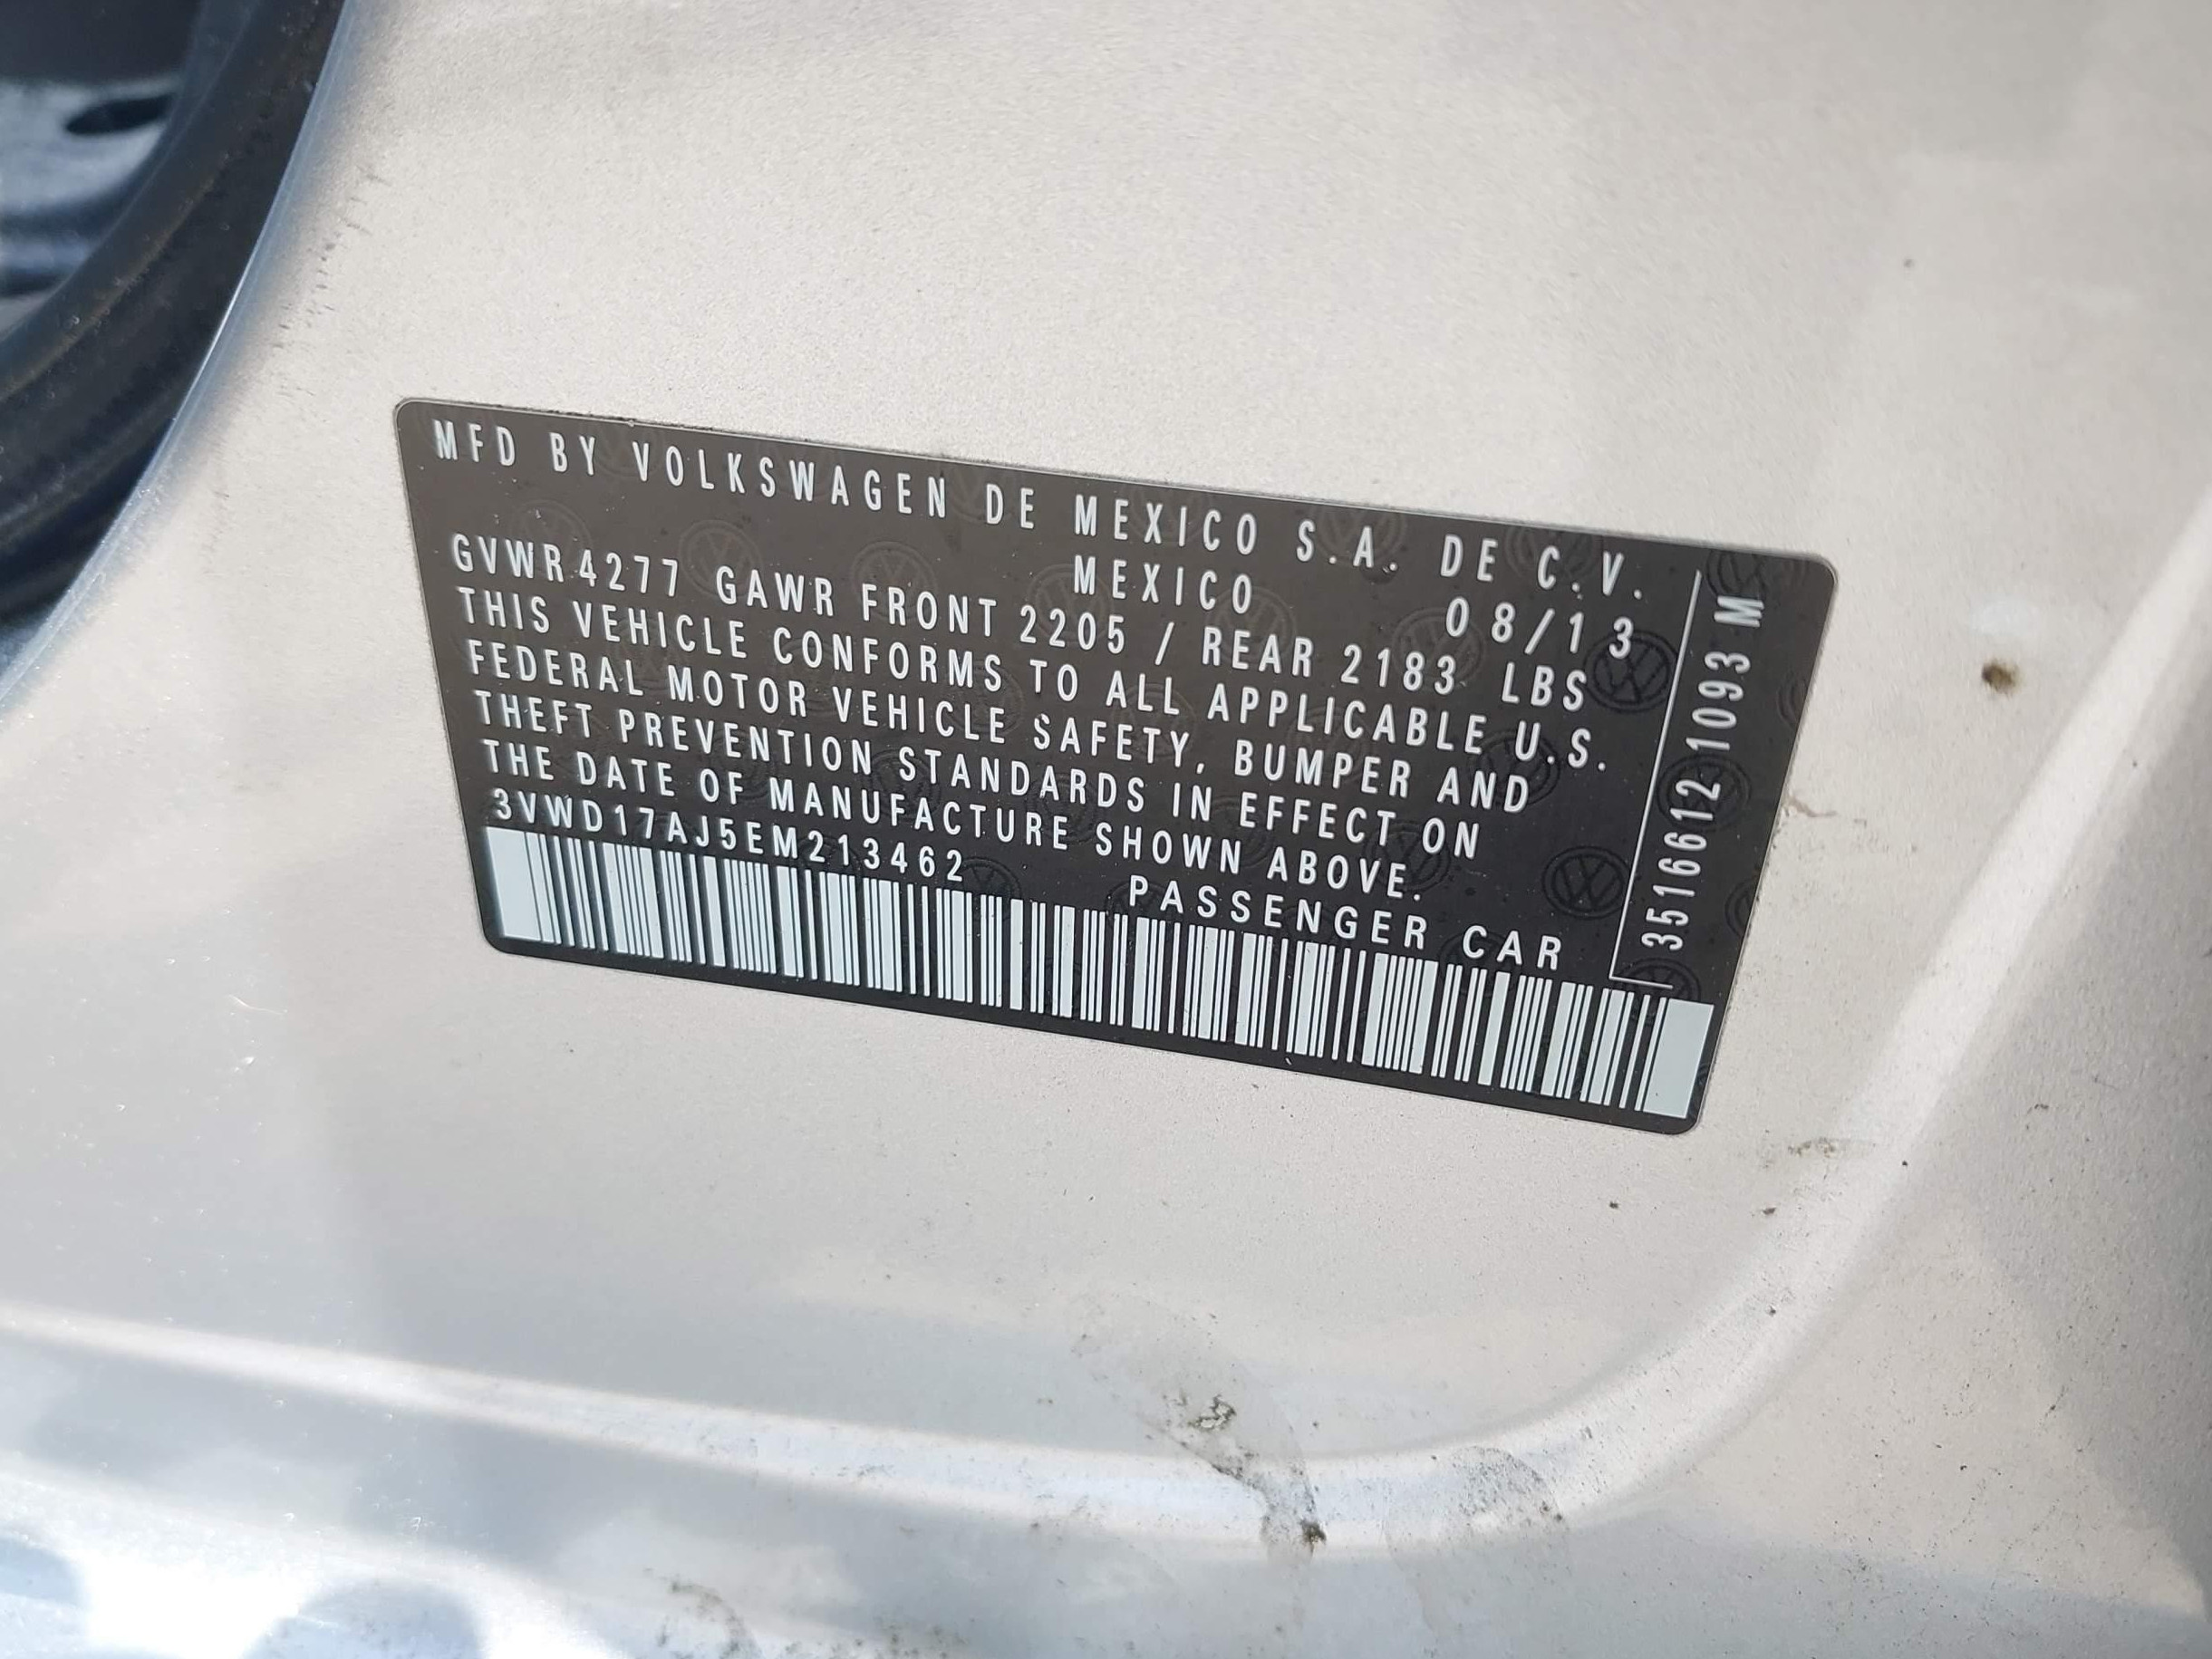 MFD BY VOLKSWAGEN DE MEXICO S.A. DE C.V.
MEXICO 08/13
GVWR 4277 GAWR FRONT 2205 / REAR 2183 LBS
THIS VEHICLE CONFORMS TO ALL APPLICABLE U.S.
FEDERAL MOTOR VEHICLE SAFETY, BUMPER AND
THEFT PREVENTION STANDARDS IN EFFECT ON
THE DATE OF MANUFACTURE SHOWN ABOVE.
3VWD17AJ5EM213462 PASSENGER CAR
3516612 1093 M